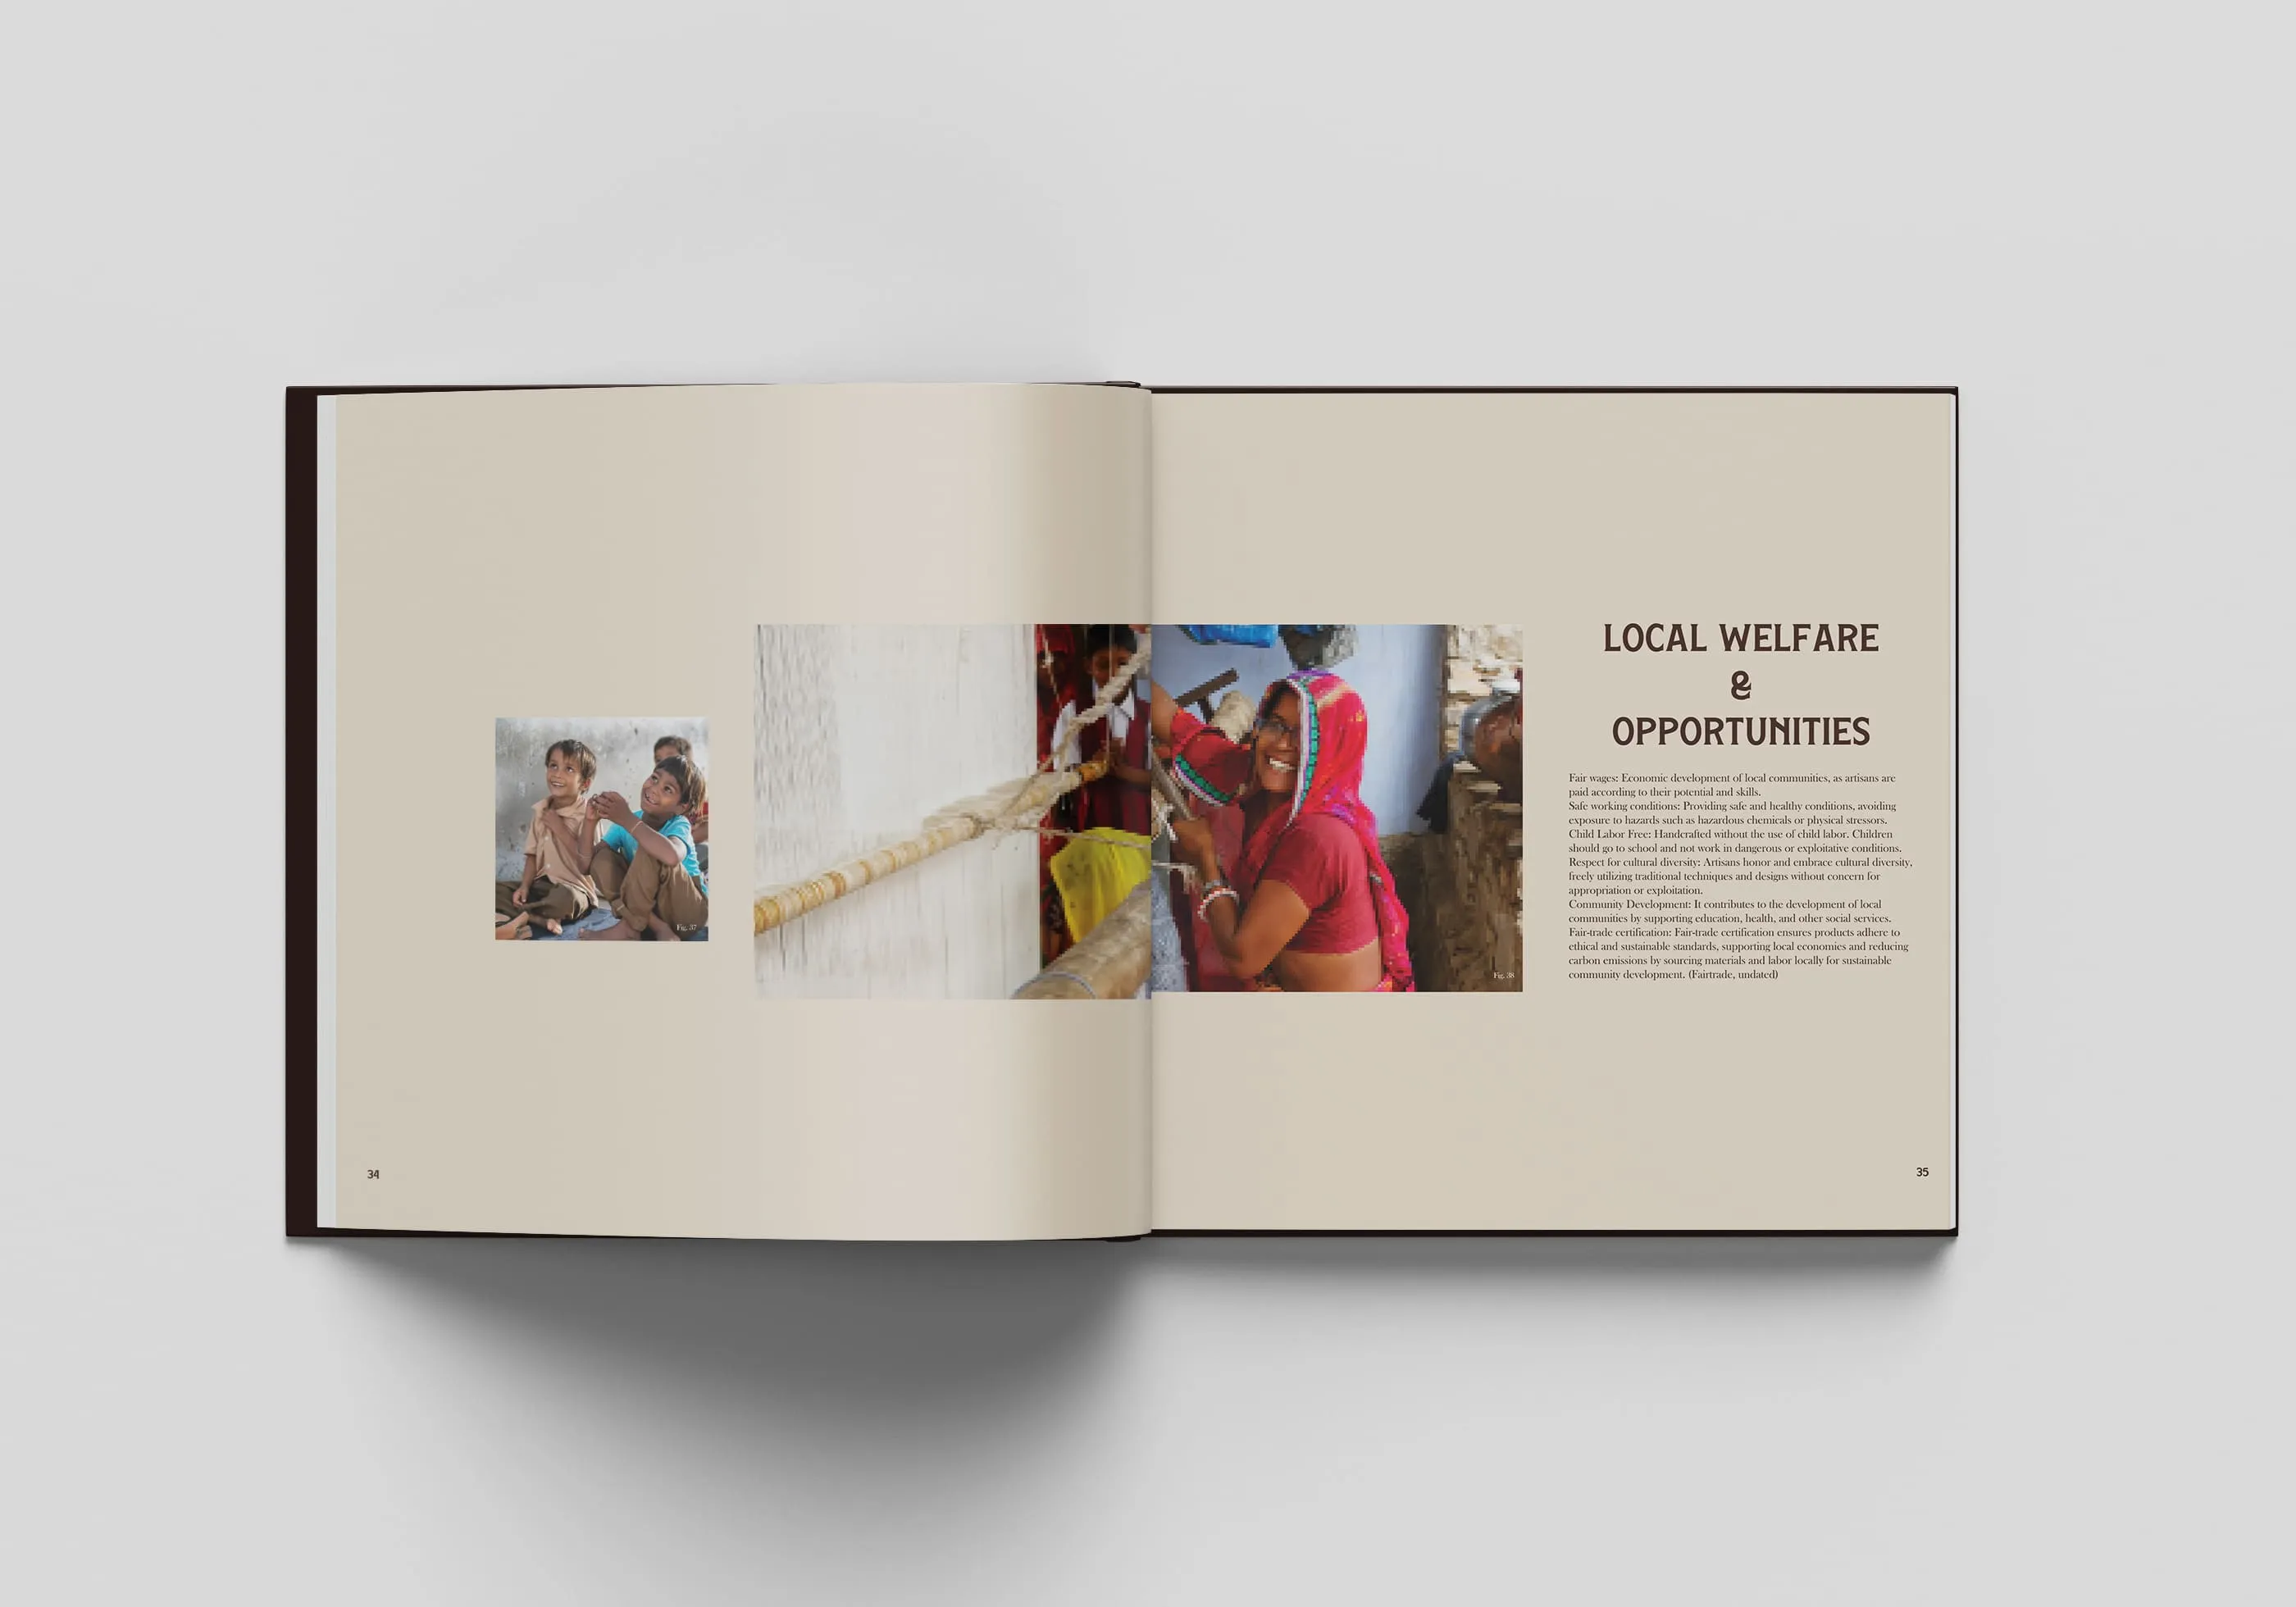 Fig. 37
34
Fig. 38
LOCAL WELFARE
&
OPPORTUNITIES
Fair wages: Economic development of local communities, as artisans are
paid according to their potential and skills.
Safe working conditions: Providing safe and healthy conditions, avoiding
exposure to hazards such as hazardous chemicals or physical stressors.
Child Labor Free: Handcrafted without the use of child labor. Children
should go to school and not work in dangerous or exploitative conditions.
Respect for cultural diversity: Artisans honor and embrace cultural diversity,
freely utilizing traditional techniques and designs without concern for
appropriation or exploitation.
Community Development: It contributes to the development of local
communities by supporting education, health, and other social services.
Fair-trade certification: Fair-trade certification ensures products adhere to
ethical and sustainable standards, supporting local economies and reducing
carbon emissions by sourcing materials and labor locally for sustainable
community development. (Fairtrade, undated)
35